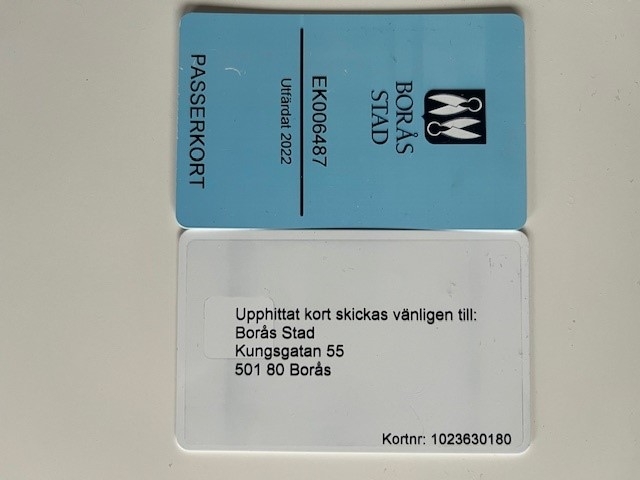 BORÅS
STAD
EK006487
Utfärdat 2022
PASSERKORT
Upphittat kort skickas vänligen till:
Borås Stad
Kungsgatan 55
501 80 Borås
Kortnr: 1023630180